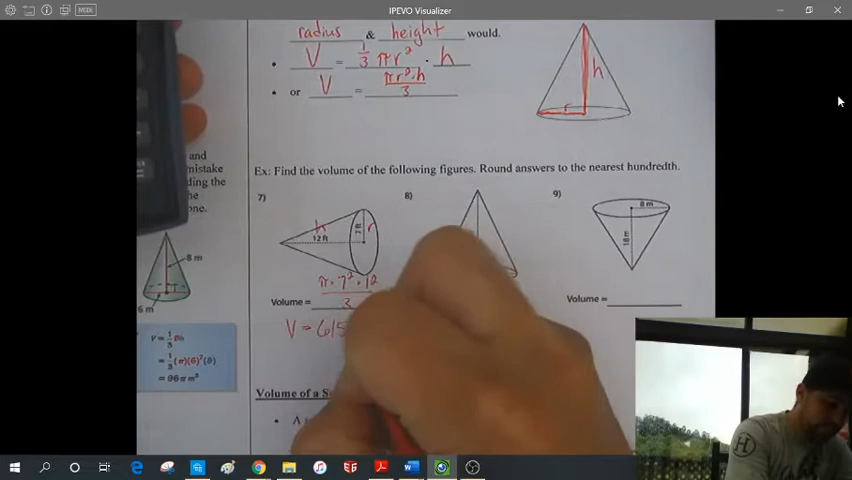 IPEVO Visualizer
MODE
radius & height would.
• V = 1/3 πr² · h
• or V = πr²·h / 3
and
mistake
ding the
he
one.
Ex: Find the volume of the following figures. Round answers to the nearest hundredth.
7)
8)
9)
h
r
h
12 ft
7 ft
r
8 m
18 m
8 m
6 m
π · 7² · 12
Volume =
3
V = 615
Volume =
V = 1/3 Bh
= 1/3 (π)(6)²(8)
= 96π m³
Volume of a S
• A
H